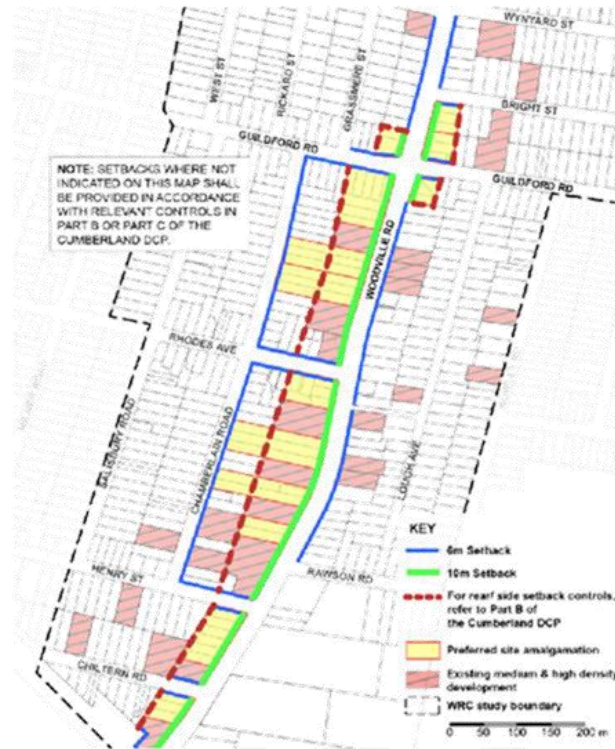 WYNYARD ST
BRIGHT ST
WEST ST
RICKARD ST
GRASSMERE ST
GUILDFORD RD
GUILDFORD RD
NOTE: SETBACKS WHERE NOT
INDICATED ON THIS MAP SHALL
BE PROVIDED IN ACCORDANCE
WITH RELEVANT CONTROLS IN
PART B OR PART C OF THE
CUMBERLAND DCP.
WOODVILLE RD
RHODES AVE
SALISBURY ROAD
CHAMBERLAIN ROAD
LOUGH AVE
HENRY ST
RAWSON RD
CHILTERN RD
KEY
6m Setback
10m Setback
For rear/ side setback controls,
refer to Part B of
the Cumberland DCP
Preferred site amalgamation
Existing medium & high density
development
WRC study boundary
0 50 100 150 200 m